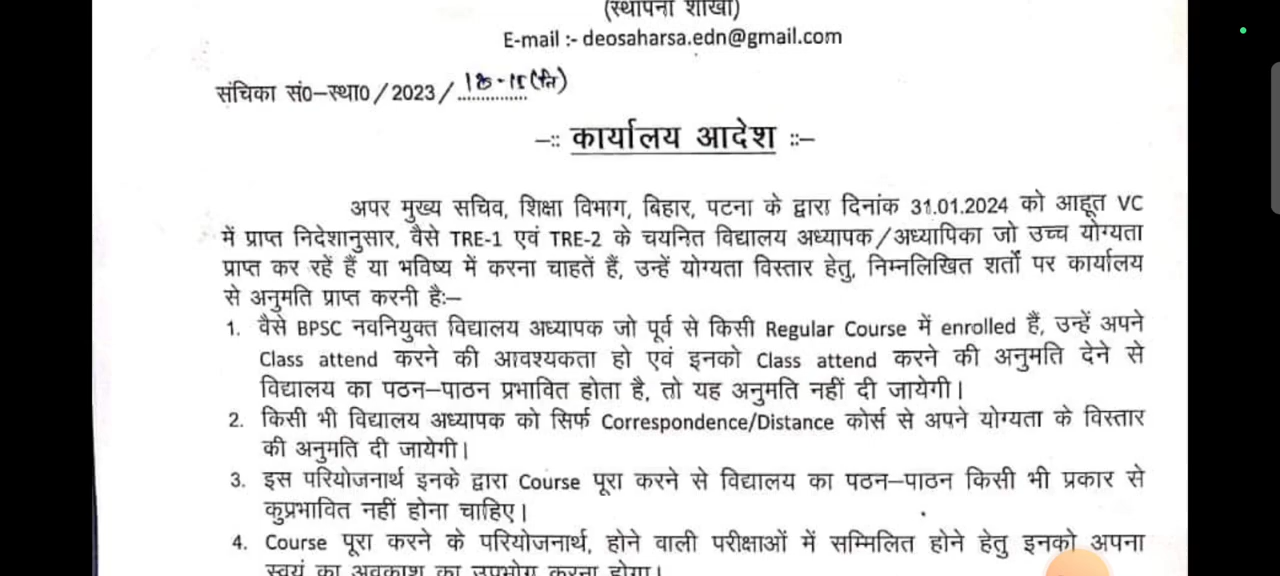 (स्थापना शाखा)
E-mail :- deosaharsa.edn@gmail.com
संचिका सं0–स्था0/2023/..............
–:: कार्यालय आदेश ::–
अपर मुख्य सचिव, शिक्षा विभाग, बिहार, पटना के द्वारा दिनांक 31.01.2024 को आहूत VC
में प्राप्त निदेशानुसार, वैसे TRE-1 एवं TRE-2 के चयनित विद्यालय अध्यापक/अध्यापिका जो उच्च योग्यता
प्राप्त कर रहें हैं या भविष्य में करना चाहतें हैं, उन्हें योग्यता विस्तार हेतु, निम्नलिखित शर्तों पर कार्यालय
से अनुमति प्राप्त करनी हैः–
1. वैसे BPSC नवनियुक्त विद्यालय अध्यापक जो पूर्व से किसी Regular Course में enrolled हैं, उन्हें अपने
Class attend करने की आवश्यकता हो एवं इनको Class attend करने की अनुमति देने से
विद्यालय का पठन–पाठन प्रभावित होता है, तो यह अनुमति नहीं दी जायेगी।
2. किसी भी विद्यालय अध्यापक को सिर्फ Correspondence/Distance कोर्स से अपने योग्यता के विस्तार
की अनुमति दी जायेगी।
3. इस परियोजनार्थ इनके द्वारा Course पूरा करने से विद्यालय का पठन–पाठन किसी भी प्रकार से
कुप्रभावित नहीं होना चाहिए।
4. Course पूरा करने के परियोजनार्थ, होने वाली परीक्षाओं में सम्मिलित होने हेतु इनको अपना
स्वयं का अवकाश का उपभोग करना होगा।